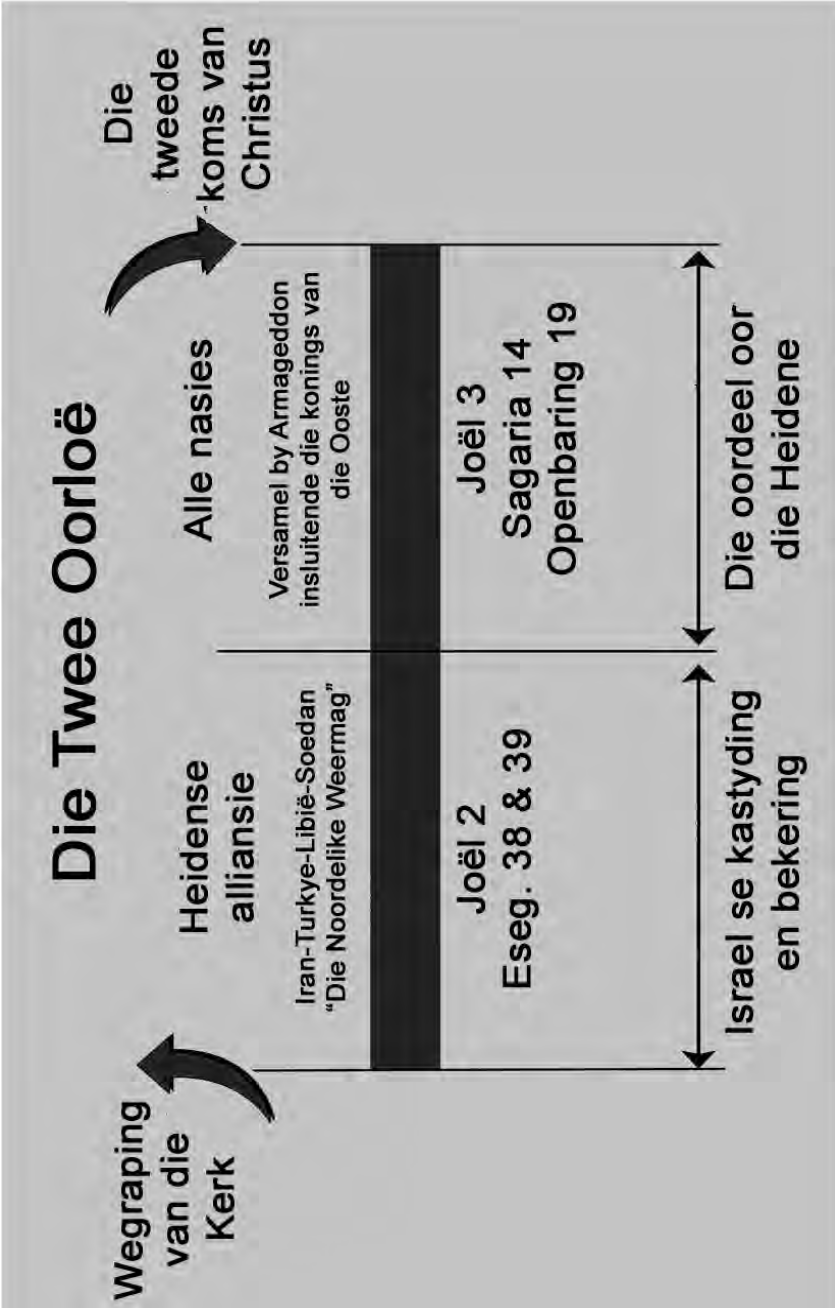 Die Twee Oorloë
Wegraping
van die
Kerk
Heidense
alliansie
Iran-Turkye-Libië-Soedan
“Die Noordelike Weermag”
Joël 2
Eseg. 38 & 39
Israel se kastyding
en bekering
Alle nasies
Versamel by Armageddon
insluitende die konings van
die Ooste
Joël 3
Sagaria 14
Openbaring 19
Die oordeel oor
die Heidene
Die
tweede
koms van
Christus